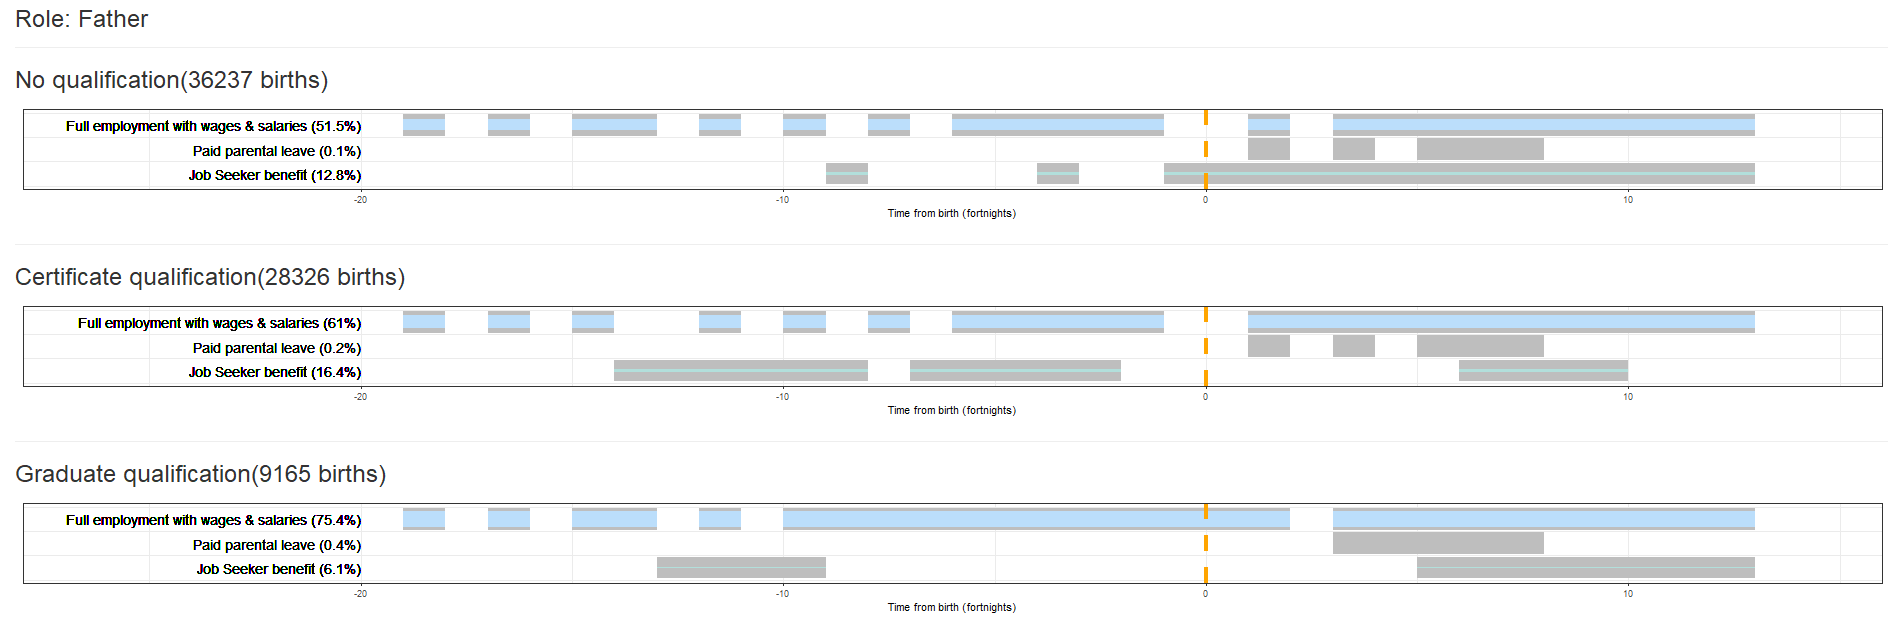 Role: Father
No qualification(36237 births)
Full employment with wages & salaries (51.5%)
Paid parental leave (0.1%)
Job Seeker benefit (12.8%)
-20 -10 0 10
Time from birth (fortnights)
Certificate qualification(28326 births)
Full employment with wages & salaries (61%)
Paid parental leave (0.2%)
Job Seeker benefit (16.4%)
-20 -10 0 10
Time from birth (fortnights)
Graduate qualification(9165 births)
Full employment with wages & salaries (75.4%)
Paid parental leave (0.4%)
Job Seeker benefit (6.1%)
-20 -10 0 10
Time from birth (fortnights)